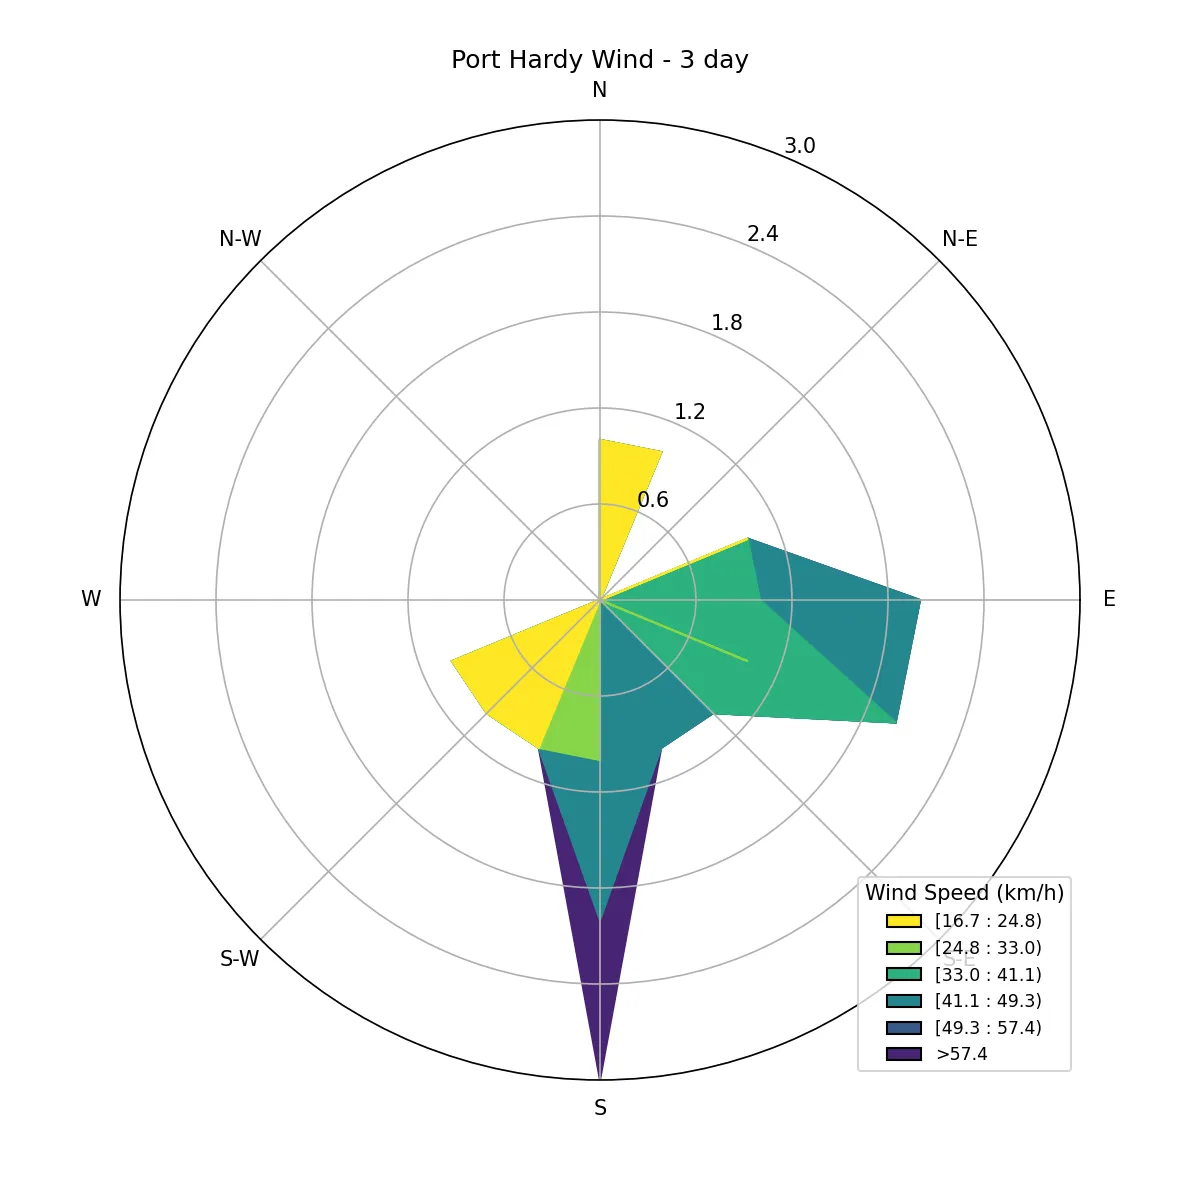 Port Hardy Wind - 3 day
N
3.0
2.4
N-W
N-E
1.8
1.2
0.6
W
E
Wind Speed (km/h)
[16.7 : 24.8)
[24.8 : 33.0)
S-W
S-E
[33.0 : 41.1)
[41.1 : 49.3)
[49.3 : 57.4)
>57.4
S